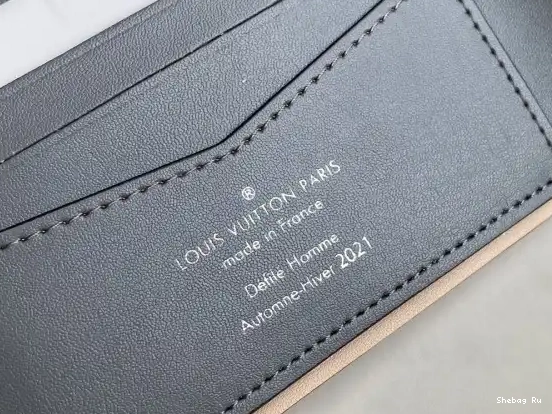 ®
LOUIS VUITTON PARIS
made in France
Défilé Homme
Automne-Hiver 2021
Shebag Ru